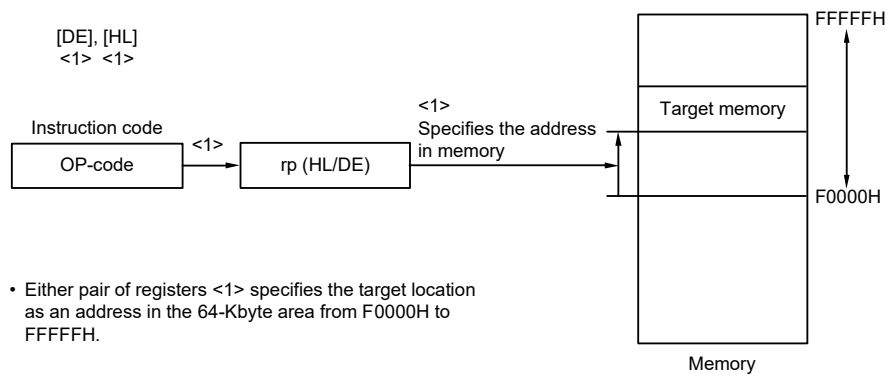 [DE], [HL]
<1> <1>
Instruction code
OP-code
<1>
rp (HL/DE)
<1>
Specifies the address
in memory
FFFFFH
Target memory
F0000H
Memory
• Either pair of registers <1> specifies the target location
as an address in the 64-Kbyte area from F0000H to
FFFFFH.